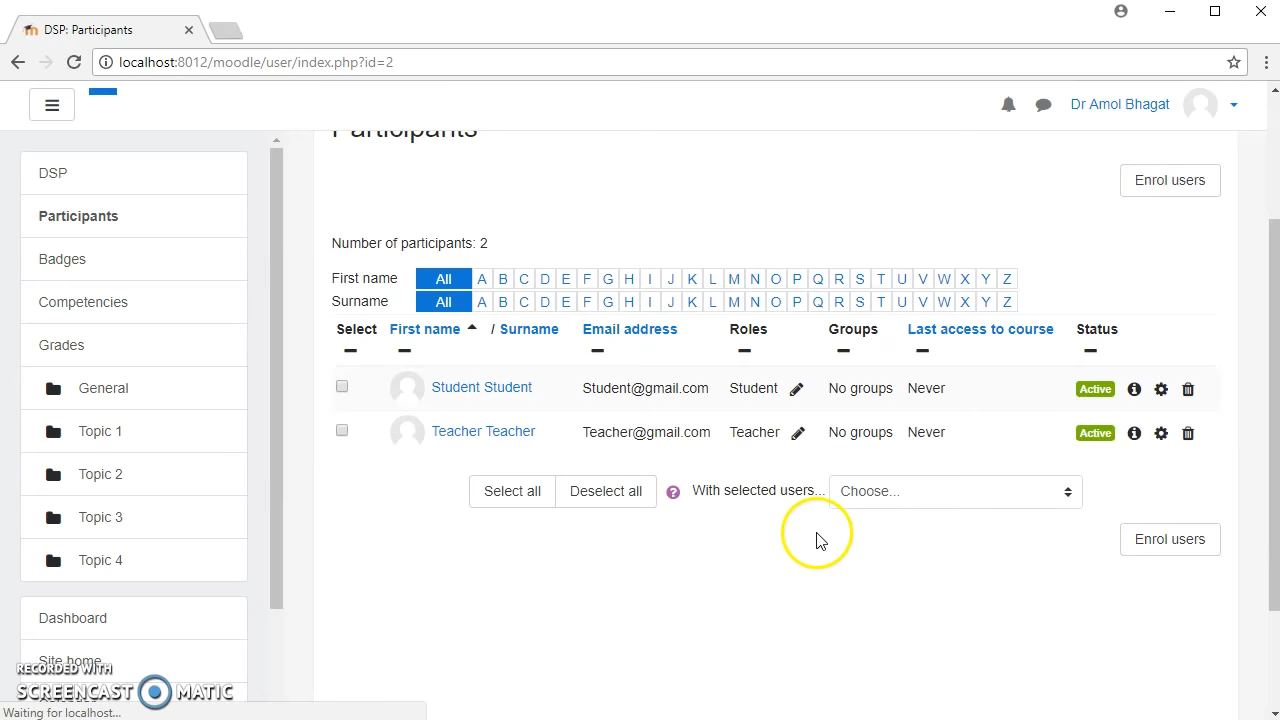 DSP: Participants
localhost:8012/moodle/user/index.php?id=2
Dr Amol Bhagat
Participants
DSP
Participants
Badges
Competencies
Grades
General
Topic 1
Topic 2
Topic 3
Topic 4
Dashboard
Site home
Enrol users
Number of participants: 2
First name All A B C D E F G H I J K L M N O P Q R S T U V W X Y Z
Surname All A B C D E F G H I J K L M N O P Q R S T U V W X Y Z
Select First name / Surname Email address Roles Groups Last access to course Status
Student Student Student@gmail.com Student No groups Never Active
Teacher Teacher Teacher@gmail.com Teacher No groups Never Active
Select all Deselect all ? With selected users... Choose...
Enrol users
RECORDED WITH
SCREENCAST MATIC
Waiting for localhost...